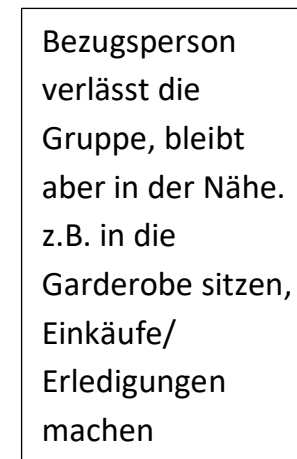 Bezugsperson
verlässt die
Gruppe, bleibt
aber in der Nähe.
z.B. in die
Garderobe sitzen,
Einkäufe/
Erledigungen
machen